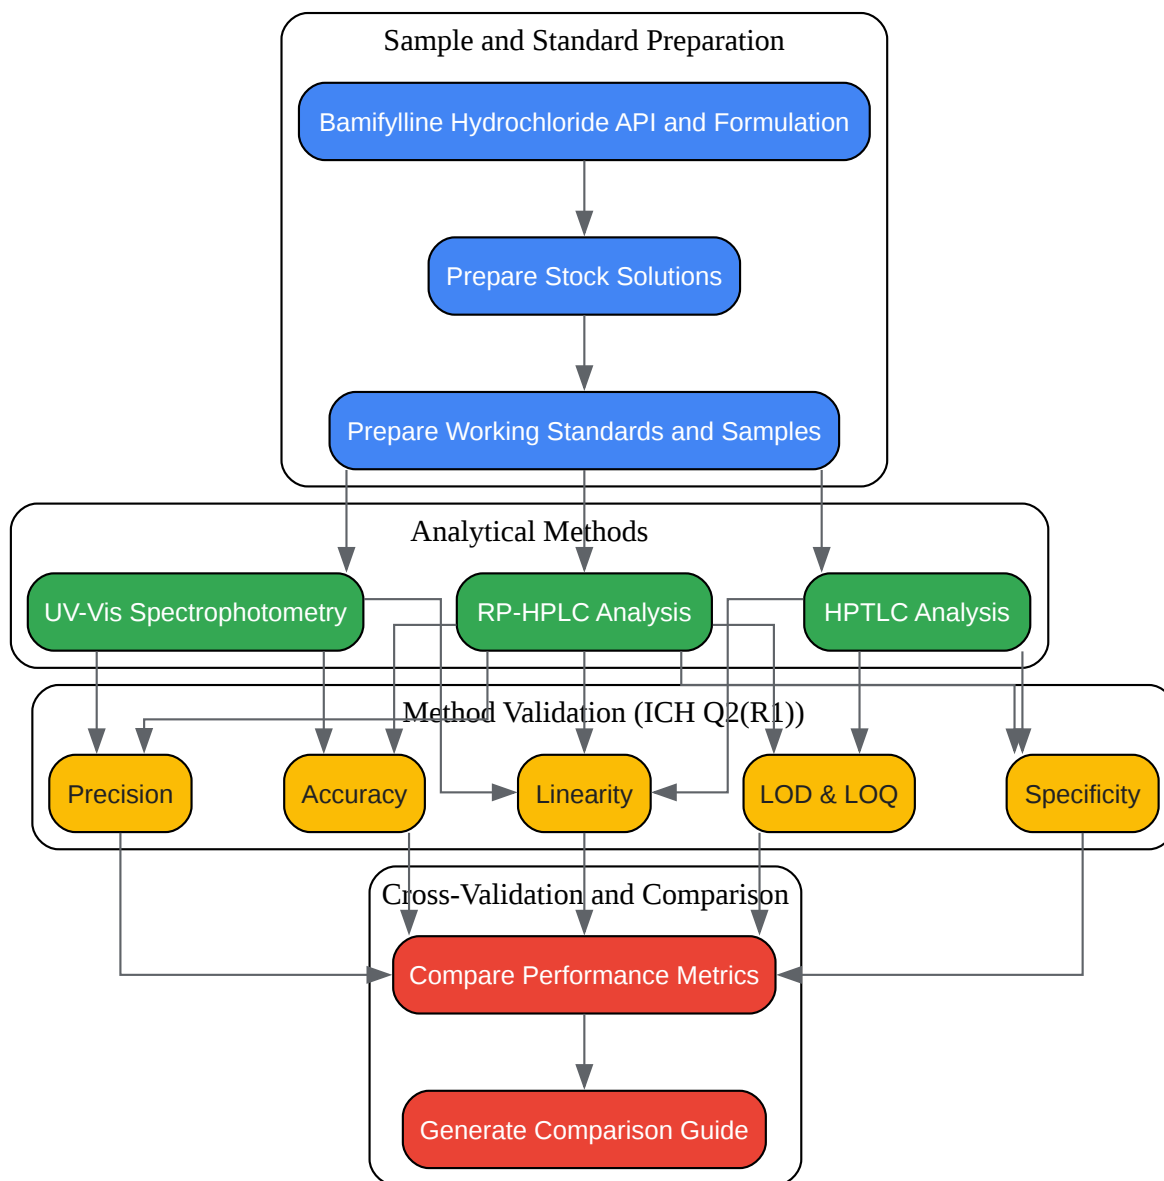 Sample and Standard Preparation
Bamifylline Hydrochloride API and Formulation
Prepare Stock Solutions
Prepare Working Standards and Samples
Analytical Methods
UV-Vis Spectrophotometry
RP-HPLC Analysis
HPTLC Analysis
Method Validation (ICH Q2(R1))
Precision
Accuracy
Linearity
LOD & LOQ
Specificity
Cross-Validation and Comparison
Compare Performance Metrics
Generate Comparison Guide